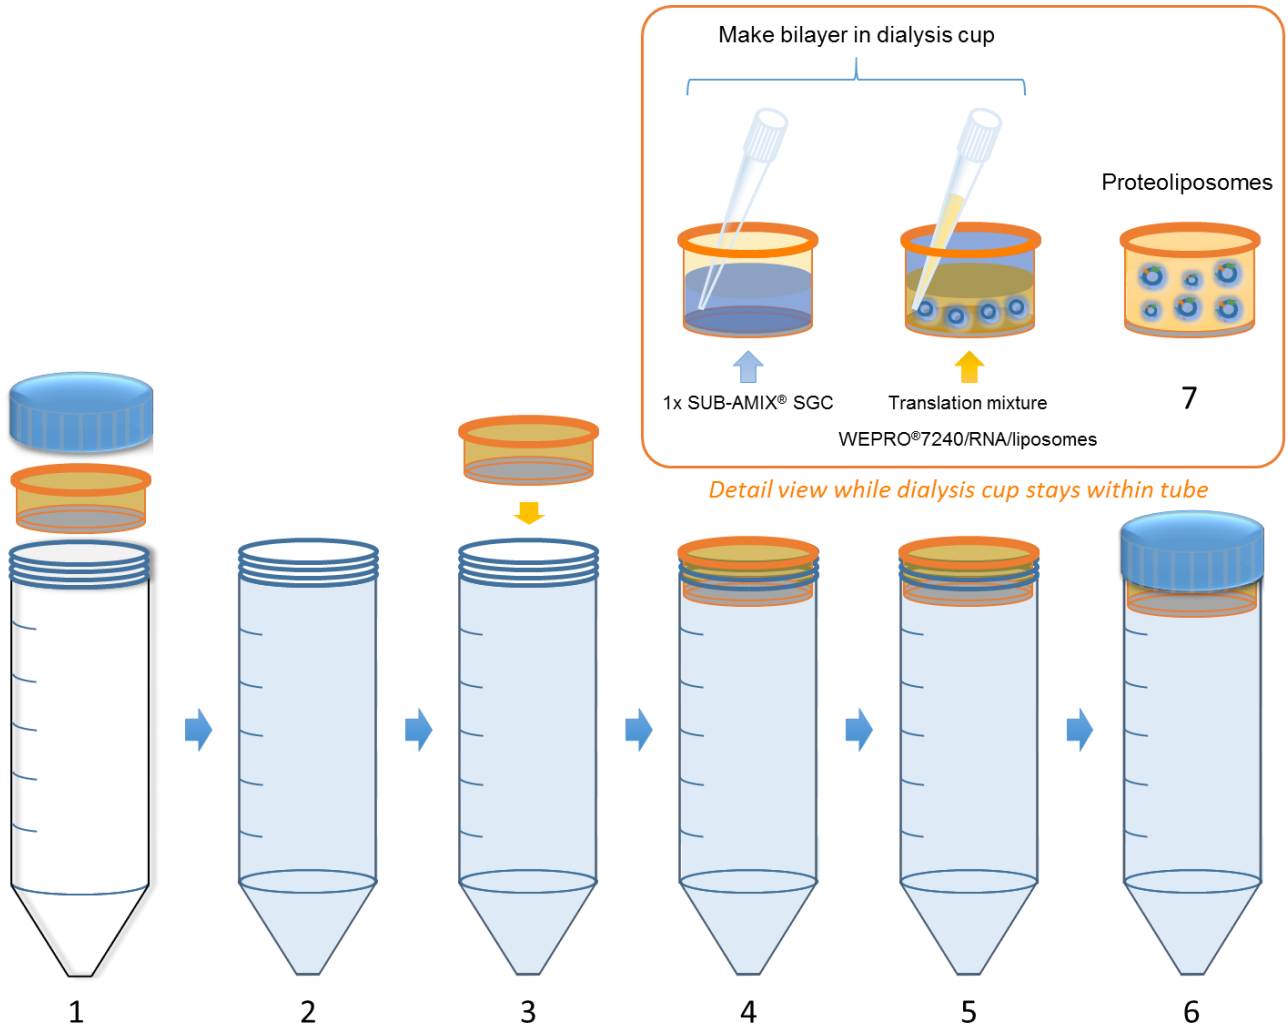 Make bilayer in dialysis cup
Proteoliposomes
1x SUB-AMIX® SGC
Translation mixture
7
WEPRO®7240/RNA/liposomes
Detail view while dialysis cup stays within tube
1
2
3
4
5
6